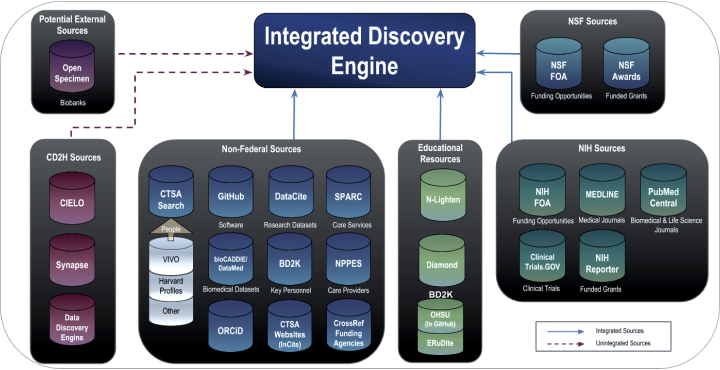 Potential External
Sources
Open
Specimen
Biobanks
Integrated Discovery
Engine
NSF Sources
NSF
FOA
Funding Opportunities
NSF
Awards
Funded Grants
CD2H Sources
CIELO
Synapse
Data
Discovery
Engine
Non-Federal Sources
CTSA
Search
People
VIVO
Harvard
Profiles
Other
GitHub
Software
DataCite
Research Datasets
SPARC
Core Services
bioCADDIE/
DataMed
Biomedical Datasets
BD2K
Key Personnel
NPPES
Care Providers
ORCiD
CTSA
Websites
(InCite)
CrossRef
Funding
Agencies
Educational
Resources
N-Lighten
Diamond
BD2K
OHSU
(In GitHub)
ERuDIte
NIH Sources
NIH
FOA
Funding Opportunities
MEDLINE
Medical Journals
PubMed
Central
Biomedical & Life Science
Journals
Clinical
Trials.GOV
Clinical Trials
NIH
Reporter
Funded Grants
Integrated Sources
Unintegrated Sources